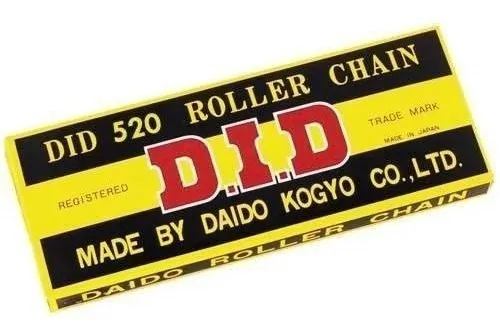 DID 520 ROLLER CHAIN
REGISTERED
D.I.D
TRADE MARK
MADE IN JAPAN
MADE BY DAIDO KOGYO CO.,LTD.
DAIDO ROLLER CHAIN